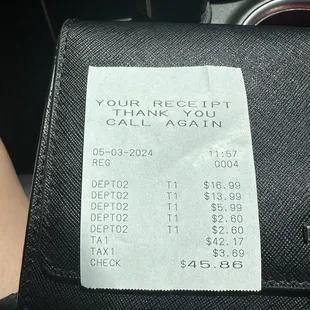 YOUR RECEIPT
THANK YOU
CALL AGAIN
05-03-2024 11:57
REG 0004
DEPT02 T1 $16.99
DEPT02 T1 $13.99
DEPT02 T1 $5.99
DEPT02 T1 $2.60
DEPT02 T1 $2.60
TA1 $42.17
TAX1 $3.69
CHECK $45.86